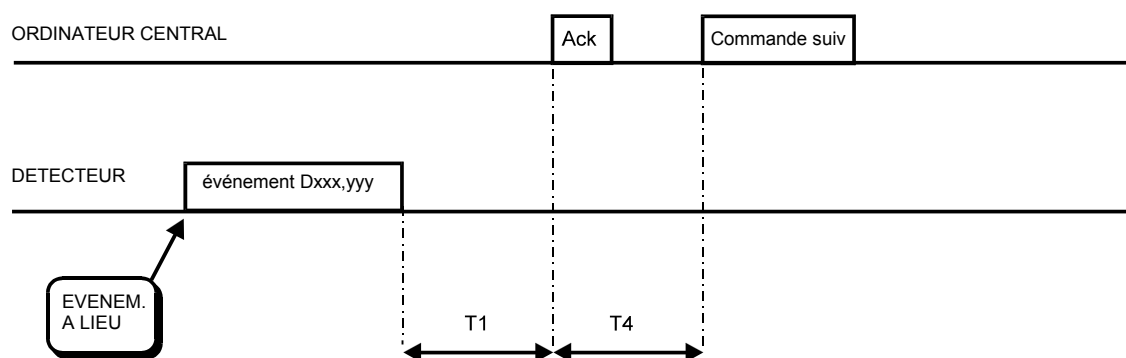 ORDINATEUR CENTRAL
Ack
Commande suiv
DETECTEUR
événement Dxxx,yyy
EVENEM.
A LIEU
T1
T4